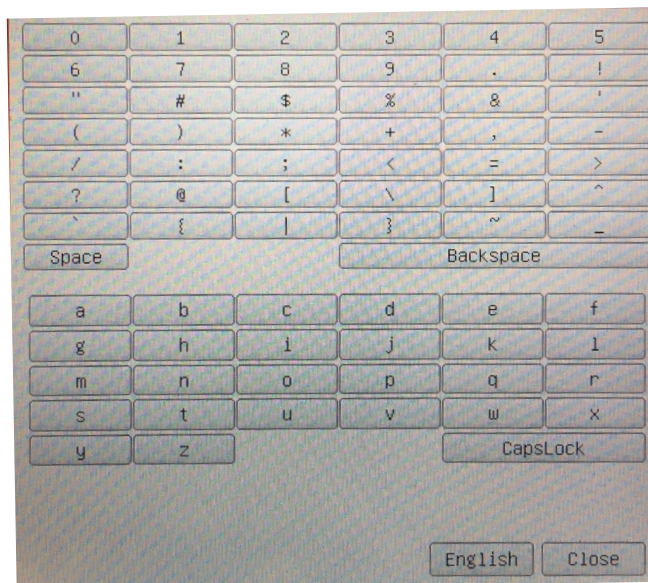 0 1 2 3 4 5
6 7 8 9 . !
" # $ % & '
( ) * + , -
/ : ; < = >
? @ [ \ ] ^
` { | } ~ _
Space Backspace
a b c d e f
g h i j k l
m n o p q r
s t u v w x
y z CapsLock
English Close